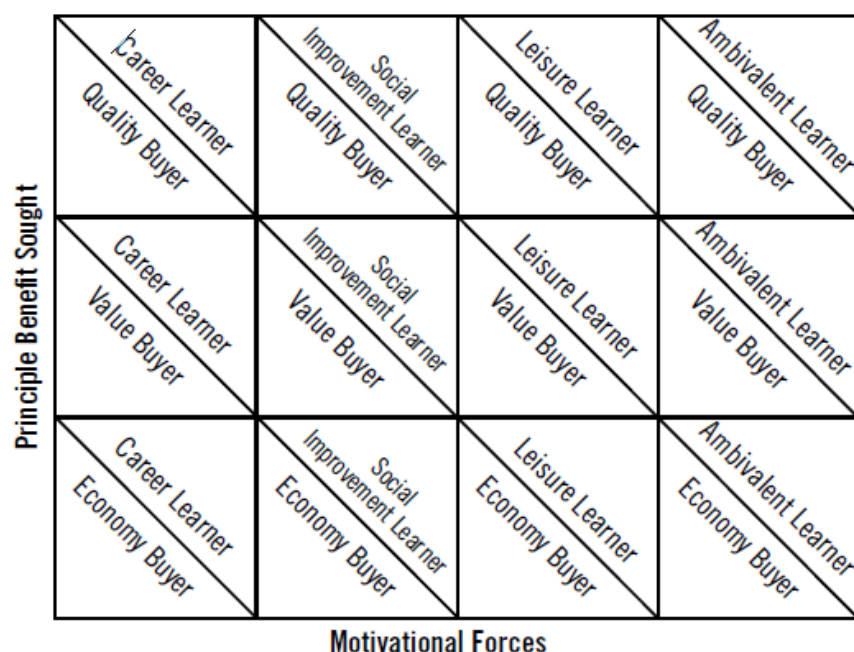 Career Learner
Quality Buyer
Social
Improvement Learner
Quality Buyer
Leisure Learner
Quality Buyer
Ambivalent Learner
Quality Buyer
Career Learner
Value Buyer
Social
Improvement Learner
Value Buyer
Leisure Learner
Value Buyer
Ambivalent Learner
Value Buyer
Career Learner
Economy Buyer
Social
Improvement Learner
Economy Buyer
Leisure Learner
Economy Buyer
Ambivalent Learner
Economy Buyer
Principle Benefit Sought
Motivational Forces